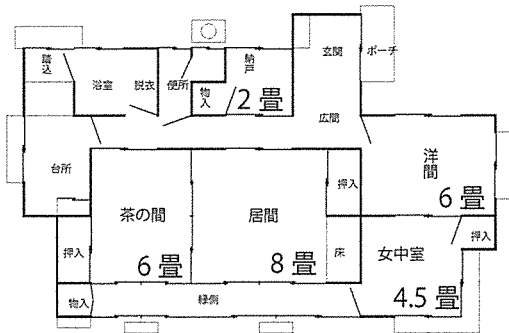 踏込
浴室
脱衣
便所
納戸
物入
2 畳
玄関
ポーチ
広間
台所
茶の間
6 畳
居間
8 畳
押入
洋間
6 畳
押入
床
女中室
4.5 畳
押入
物入
縁側